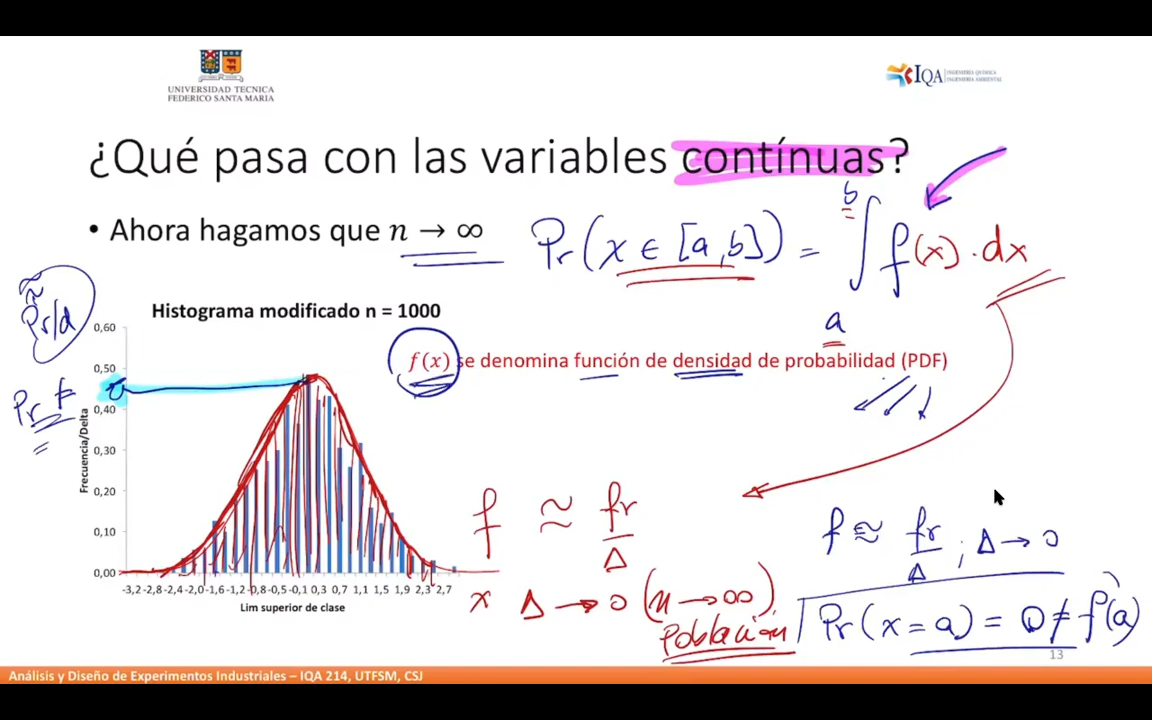 UNIVERSIDAD TECNICA
FEDERICO SANTA MARIA
IQA
INGENIERÍA QUÍMICA
INGENIERÍA AMBIENTAL
¿Qué pasa con las variables contínuas?
• Ahora hagamos que n → ∞
Pr(x ∈ [a,b]) = ∫ f(x)·dx
b
a
≈
Pr/d
Pr ≠
Histograma modificado n = 1000
f(x) se denomina función de densidad de probabilidad (PDF)
Frecuencia/Delta
0,60
0,50
0,40
0,30
0,20
0,10
0,00
-3,2 -2,8 -2,4 -2,0 -1,6 -1,2 -0,8 -0,5 -0,1 0,3 0,7 1,1 1,5 1,9 2,3 2,7
Lim superior de clase
f ≈ fr/Δ
x Δ → 0 (n → ∞)
Población
f ≈ fr/Δ ; Δ → 0
Pr(x = a) = 0 ≠ f(a)
13
Análisis y Diseño de Experimentos Industriales – IQA 214, UTFSM, CSJ